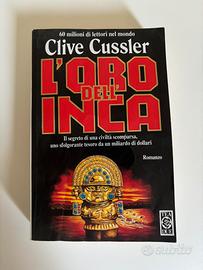 60 milioni di lettori nel mondo
Clive Cussler
L'ORO
DELL'
INCA
Il segreto di una civiltà scomparsa,
uno sfolgorante tesoro da un miliardo di dollari
Romanzo
TEA
subito